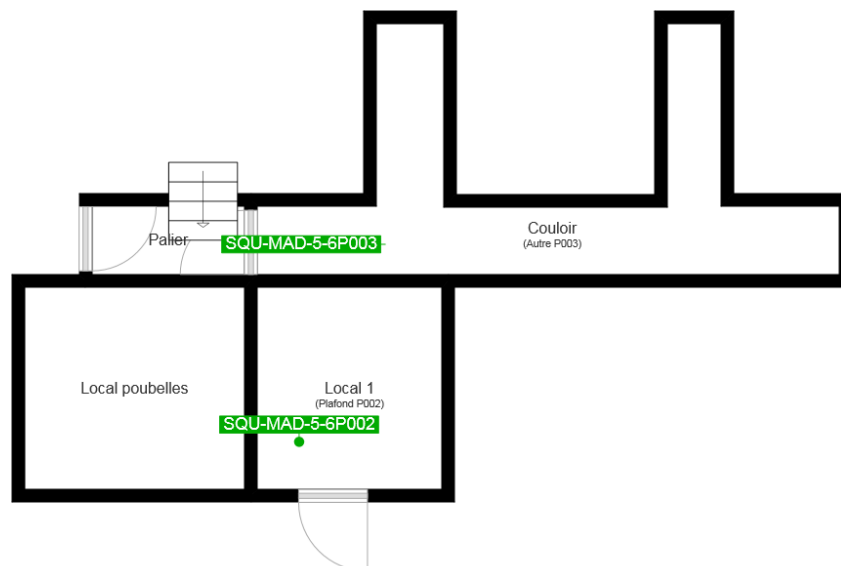 Couloir
(Autre P003)
Palier
SQU-MAD-5-6P003
Local poubelles
Local 1
(Plafond P002)
SQU-MAD-5-6P002